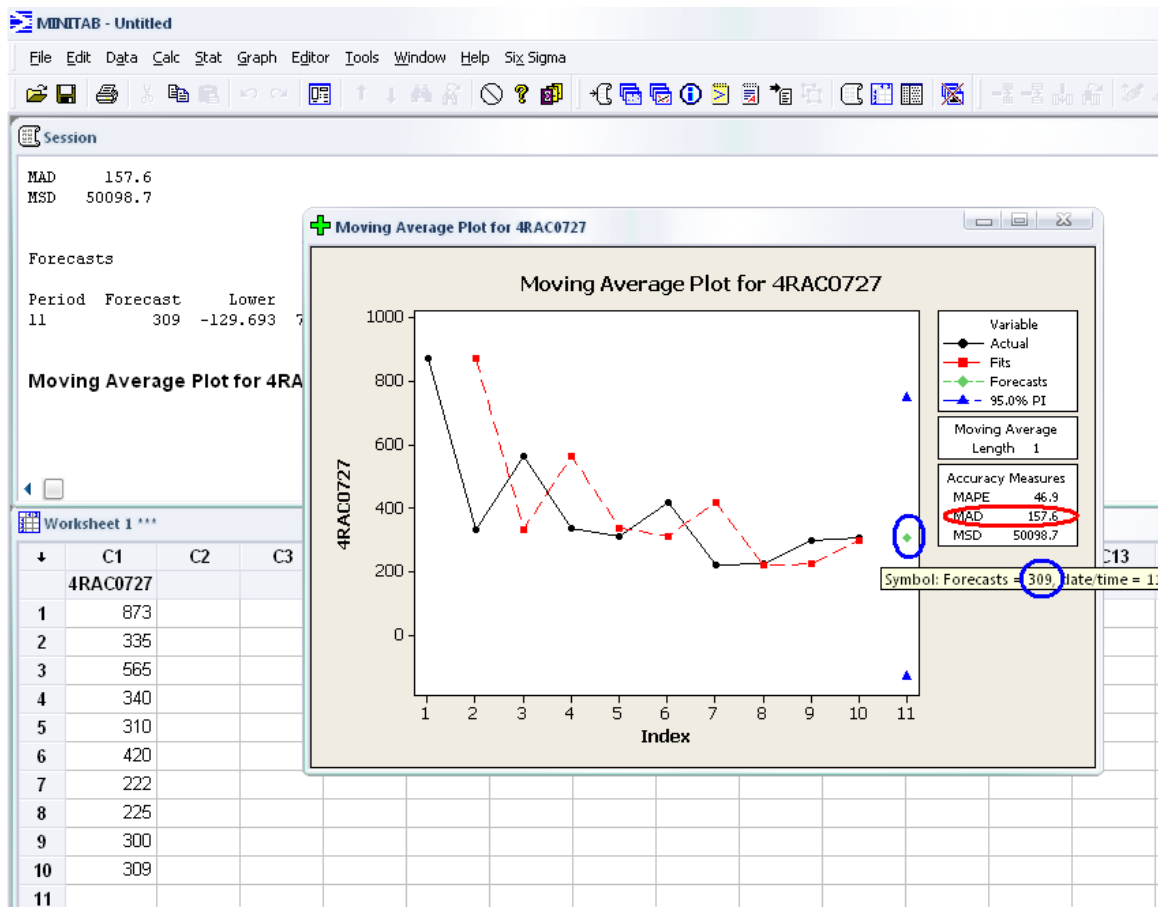 MINITAB - Untitled
File Edit Data Calc Stat Graph Editor Tools Window Help Six Sigma
Session
MAD 157.6
MSD 50098.7
Forecasts
Period Forecast Lower
11 309 -129.693 7
Moving Average Plot for 4RA
Moving Average Plot for 4RAC0727
Moving Average Plot for 4RAC0727
1000
800
600
400
200
0
4RAC0727
1 2 3 4 5 6 7 8 9 10 11
Index
Variable
Actual
Fits
Forecasts
95.0% PI
Moving Average
Length 1
Accuracy Measures
MAPE 46.9
MAD 157.6
MSD 50098.7
Symbol: Forecasts = 309, date/time = 11
Worksheet 1 ***
↓ C1 C2 C3 C13
4RAC0727
1 873
2 335
3 565
4 340
5 310
6 420
7 222
8 225
9 300
10 309
11